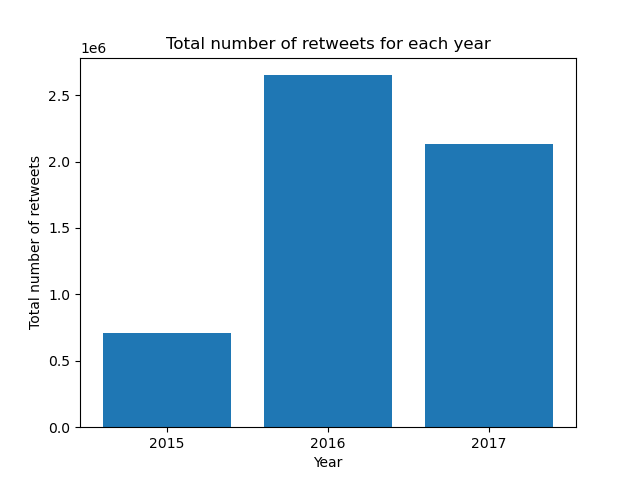 Total number of retweets for each year
1e6
2.5
2.0
1.5
1.0
0.5
0.0
Total number of retweets
2015 2016 2017
Year